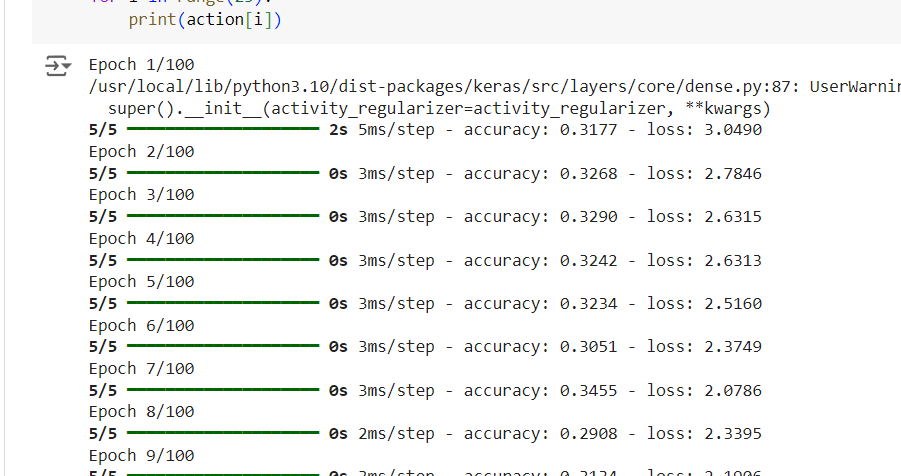 print(action[i])
Epoch 1/100
/usr/local/lib/python3.10/dist-packages/keras/src/layers/core/dense.py:87:
super().__init__(activity_regularizer=activity_regularizer, **kwargs)
5/5 2s 5ms/step - accuracy: 0.3177 - loss: 3.0490
Epoch 2/100
5/5 0s 3ms/step - accuracy: 0.3268 - loss: 2.7846
Epoch 3/100
5/5 0s 3ms/step - accuracy: 0.3290 - loss: 2.6315
Epoch 4/100
5/5 0s 3ms/step - accuracy: 0.3242 - loss: 2.6313
Epoch 5/100
5/5 0s 3ms/step - accuracy: 0.3234 - loss: 2.5160
Epoch 6/100
5/5 0s 3ms/step - accuracy: 0.3051 - loss: 2.3749
Epoch 7/100
5/5 0s 3ms/step - accuracy: 0.3455 - loss: 2.0786
Epoch 8/100
5/5 0s 2ms/step - accuracy: 0.2908 - loss: 2.3395
Epoch 9/100